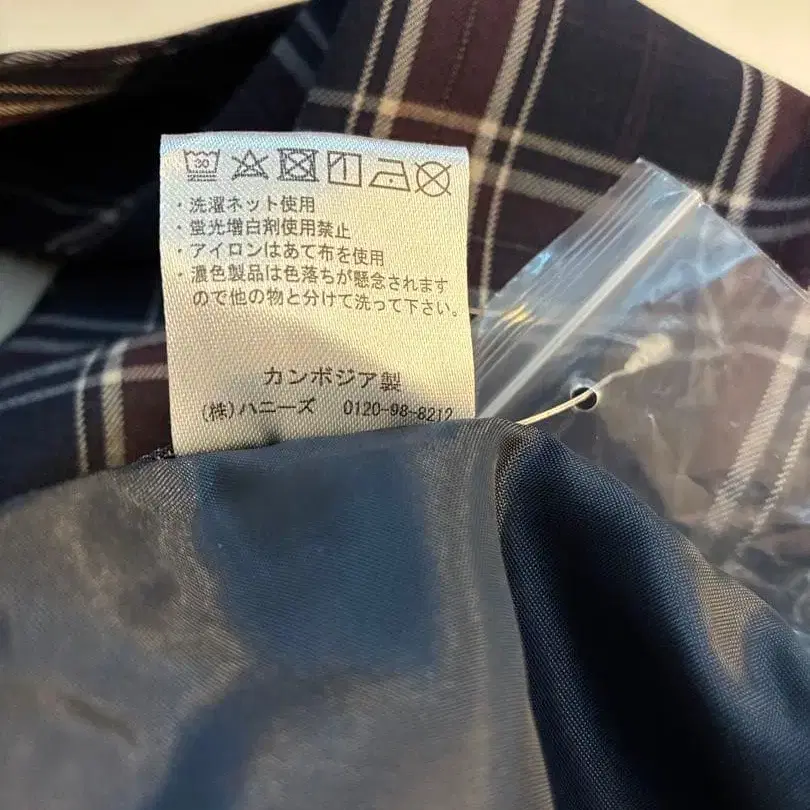 30
・洗濯ネット使用
・蛍光増白剤使用禁止
・アイロンはあて布を使用
・濃色製品は色落ちが懸念されます
ので他の物と分けて洗って下さい。
カンボジア製
(株)ハニーズ 0120-98-8212